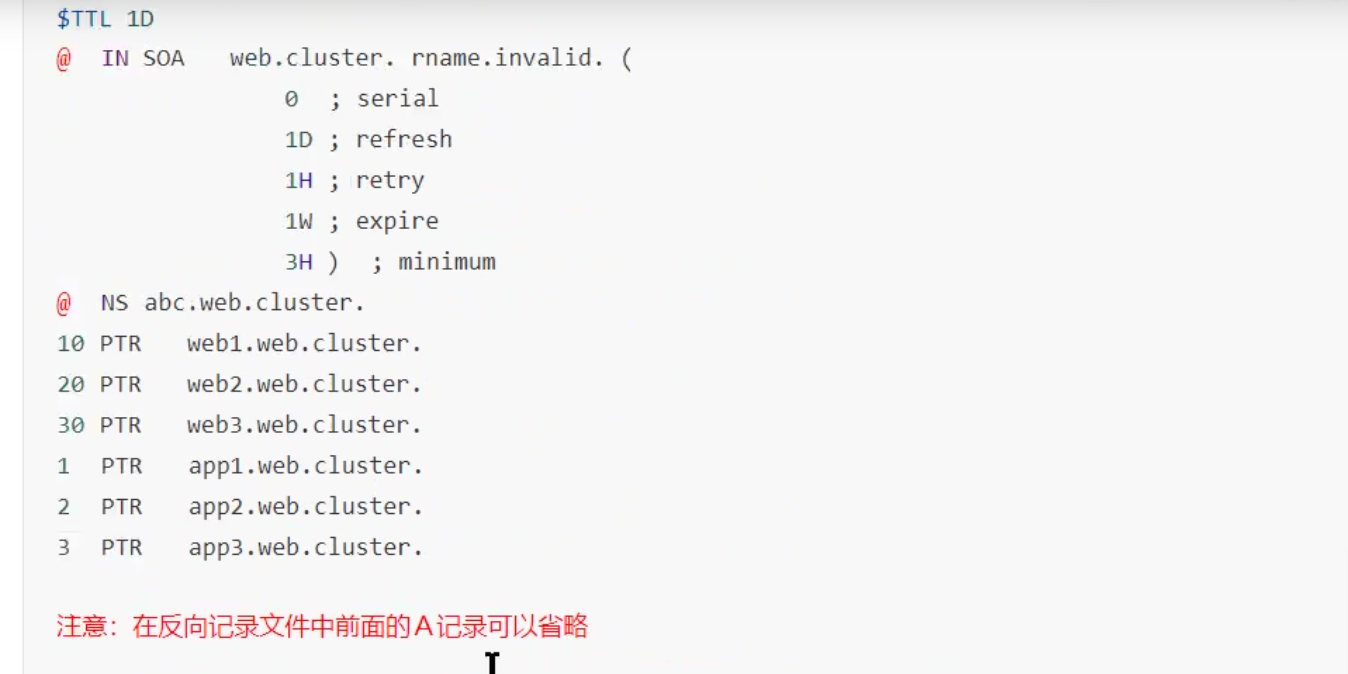 $TTL 1D
@ IN SOA web.cluster. rname.invalid. (
0 ; serial
1D ; refresh
1H ; retry
1W ; expire
3H ) ; minimum
@ NS abc.web.cluster.
10 PTR web1.web.cluster.
20 PTR web2.web.cluster.
30 PTR web3.web.cluster.
1 PTR app1.web.cluster.
2 PTR app2.web.cluster.
3 PTR app3.web.cluster.
注意：在反向记录文件中前面的A记录可以省略